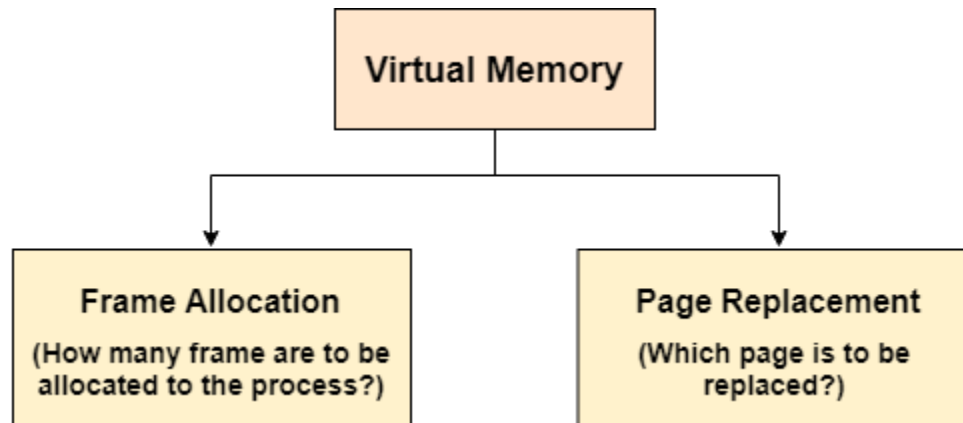 Virtual Memory
Frame Allocation
(How many frame are to be
allocated to the process?)
Page Replacement
(Which page is to be
replaced?)